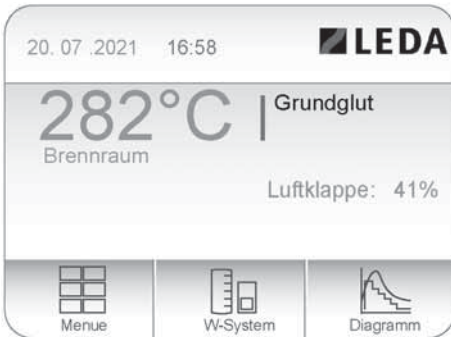 20. 07 .2021 16:58 LEDA
282°C | Grundglut
Brennraum
Luftklappe: 41%
Menue W-System Diagramm